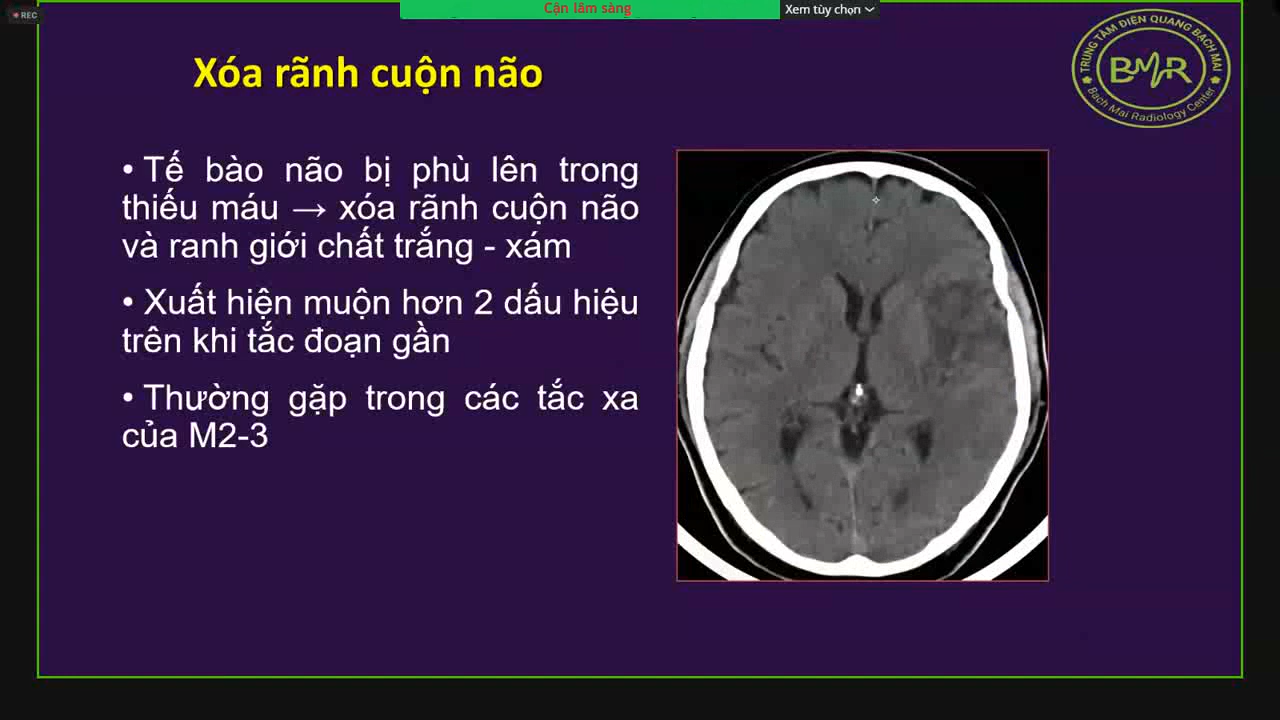 REC
Cận lâm sàng
Xem tùy chọn
Xóa rãnh cuộn não
TRUNG TÂM ĐIỆN QUANG BẠCH MAI
BMR
Bach Mai Radiology Center
• Tế bào não bị phù lên trong
thiếu máu → xóa rãnh cuộn não
và ranh giới chất trắng - xám
• Xuất hiện muộn hơn 2 dấu hiệu
trên khi tắc đoạn gần
• Thường gặp trong các tắc xa
của M2-3